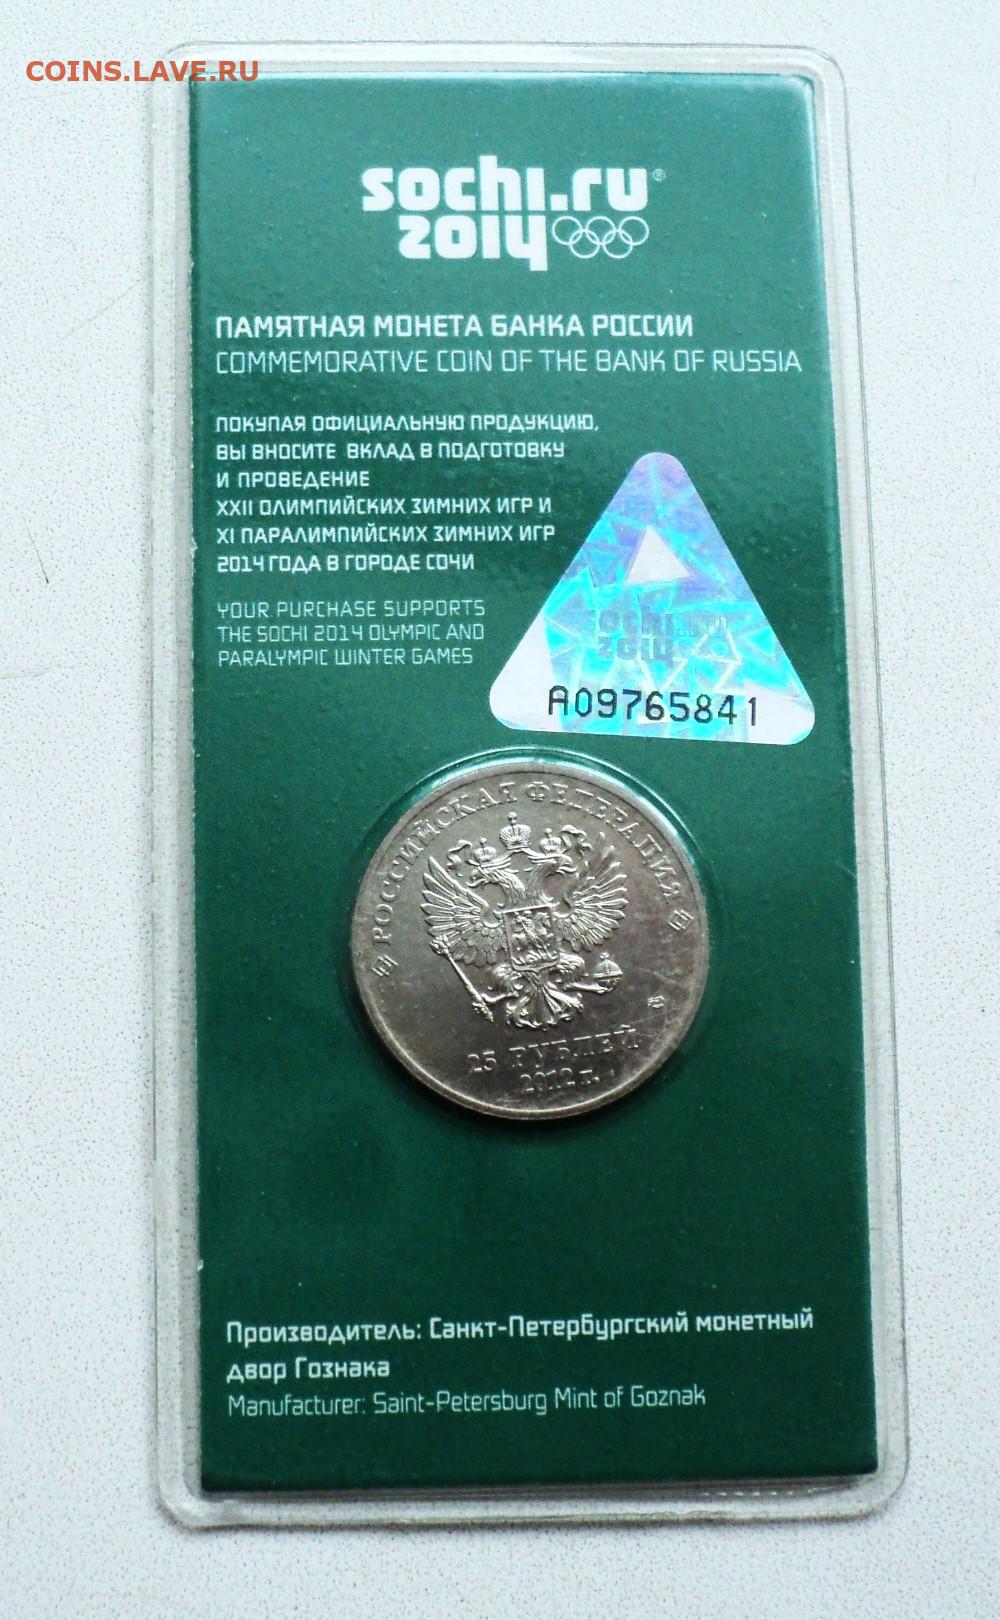 COINS.LAVE.RU
sochi.ru®
2014
ПАМЯТНАЯ МОНЕТА БАНКА РОССИИ
COMMEMORATIVE COIN OF THE BANK OF RUSSIA
ПОКУПАЯ ОФИЦИАЛЬНУЮ ПРОДУКЦИЮ,
ВЫ ВНОСИТЕ ВКЛАД В ПОДГОТОВКУ
И ПРОВЕДЕНИЕ
XXII ОЛИМПИЙСКИХ ЗИМНИХ ИГР И
XI ПАРАЛИМПИЙСКИХ ЗИМНИХ ИГР
2014 ГОДА В ГОРОДЕ СОЧИ
YOUR PURCHASE SUPPORTS
THE SOCHI 2014 OLYMPIC AND
PARALYMPIC WINTER GAMES
sochi.ru
2014
A09765841
РОССИЙСКАЯ ФЕДЕРАЦИЯ
25 РУБЛЕЙ
2012 г.
Производитель: Санкт-Петербургский монетный
двор Гознака
Manufacturer: Saint-Petersburg Mint of Goznak